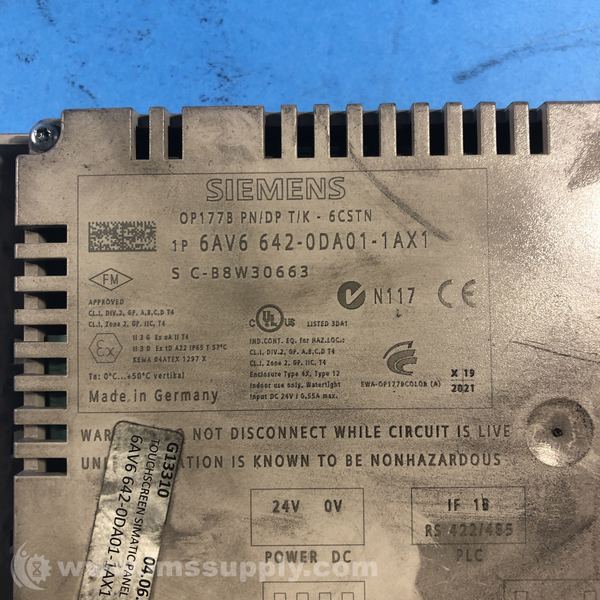 SIEMENS
OP177B PN/DP T/K - 6CSTN
1P 6AV6 642-0DA01-1AX1
S C-B8W30663
FM
APPROVED
CL.I, DIV.2, GP. A,B,C,D T4
CL.I, Zone 2, GP. IIC, T4
Ex
II 3 G Ex nA II T4
II 3 D Ex tD A22 IP65 T 57°C
KEMA 04ATEX 1297 X
Ta: 0°C...+50°C vertikal
Made in Germany
C UL US LISTED 3DA1
IND.CONT. EQ. for HAZ.LOC.:
CL.I, DIV.2, GP. A,B,C,D T4
CL.I, Zone 2, GP. IIC, T4
Enclosure Type 4X, Type 12
Indoor use only, Watertight
Input DC 24V / 0.55A max.
N117 CE
EWA-OP177BCOLOR (A)
X 19
2021
WAR DO NOT DISCONNECT WHILE CIRCUIT IS LIVE
UN ATION IS KNOWN TO BE NONHAZARDOUS
G13310
TOUCHSCREEN SIMATIC PANEL
6AV6 642-0DA01-1AX1
04.06.
24V 0V
POWER DC
IF 1B
RS 422/485
PLC
imssupply.com